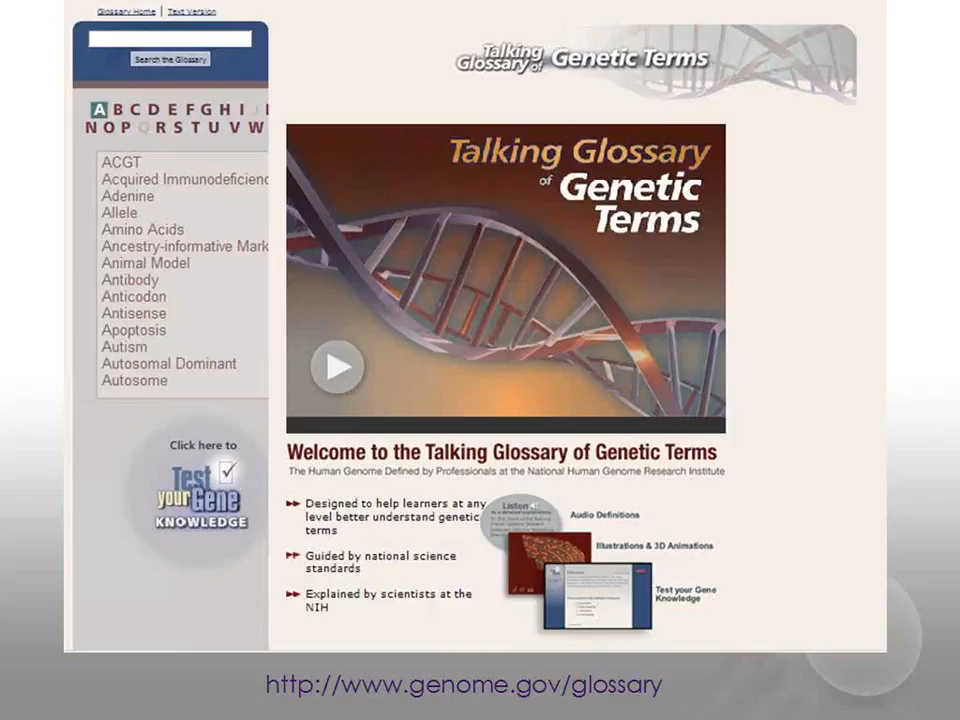 Glossary Home | Text Version
Search the Glossary
Talking
Glossary of Genetic Terms
A B C D E F G H I J
N O P Q R S T U V W
ACGT
Acquired Immunodeficienc
Adenine
Allele
Amino Acids
Ancestry-informative Mark
Animal Model
Antibody
Anticodon
Antisense
Apoptosis
Autism
Autosomal Dominant
Autosome
Click here to
Test
your Gene
KNOWLEDGE
Talking Glossary
of Genetic
Terms
Welcome to the Talking Glossary of Genetic Terms
The Human Genome Defined by Professionals at the National Human Genome Research Institute
Designed to help learners at any
level better understand genetic
terms
Guided by national science
standards
Explained by scientists at the
NIH
Listen
Audio Definitions
Illustrations & 3D Animations
Test your Gene
Knowledge
http://www.genome.gov/glossary